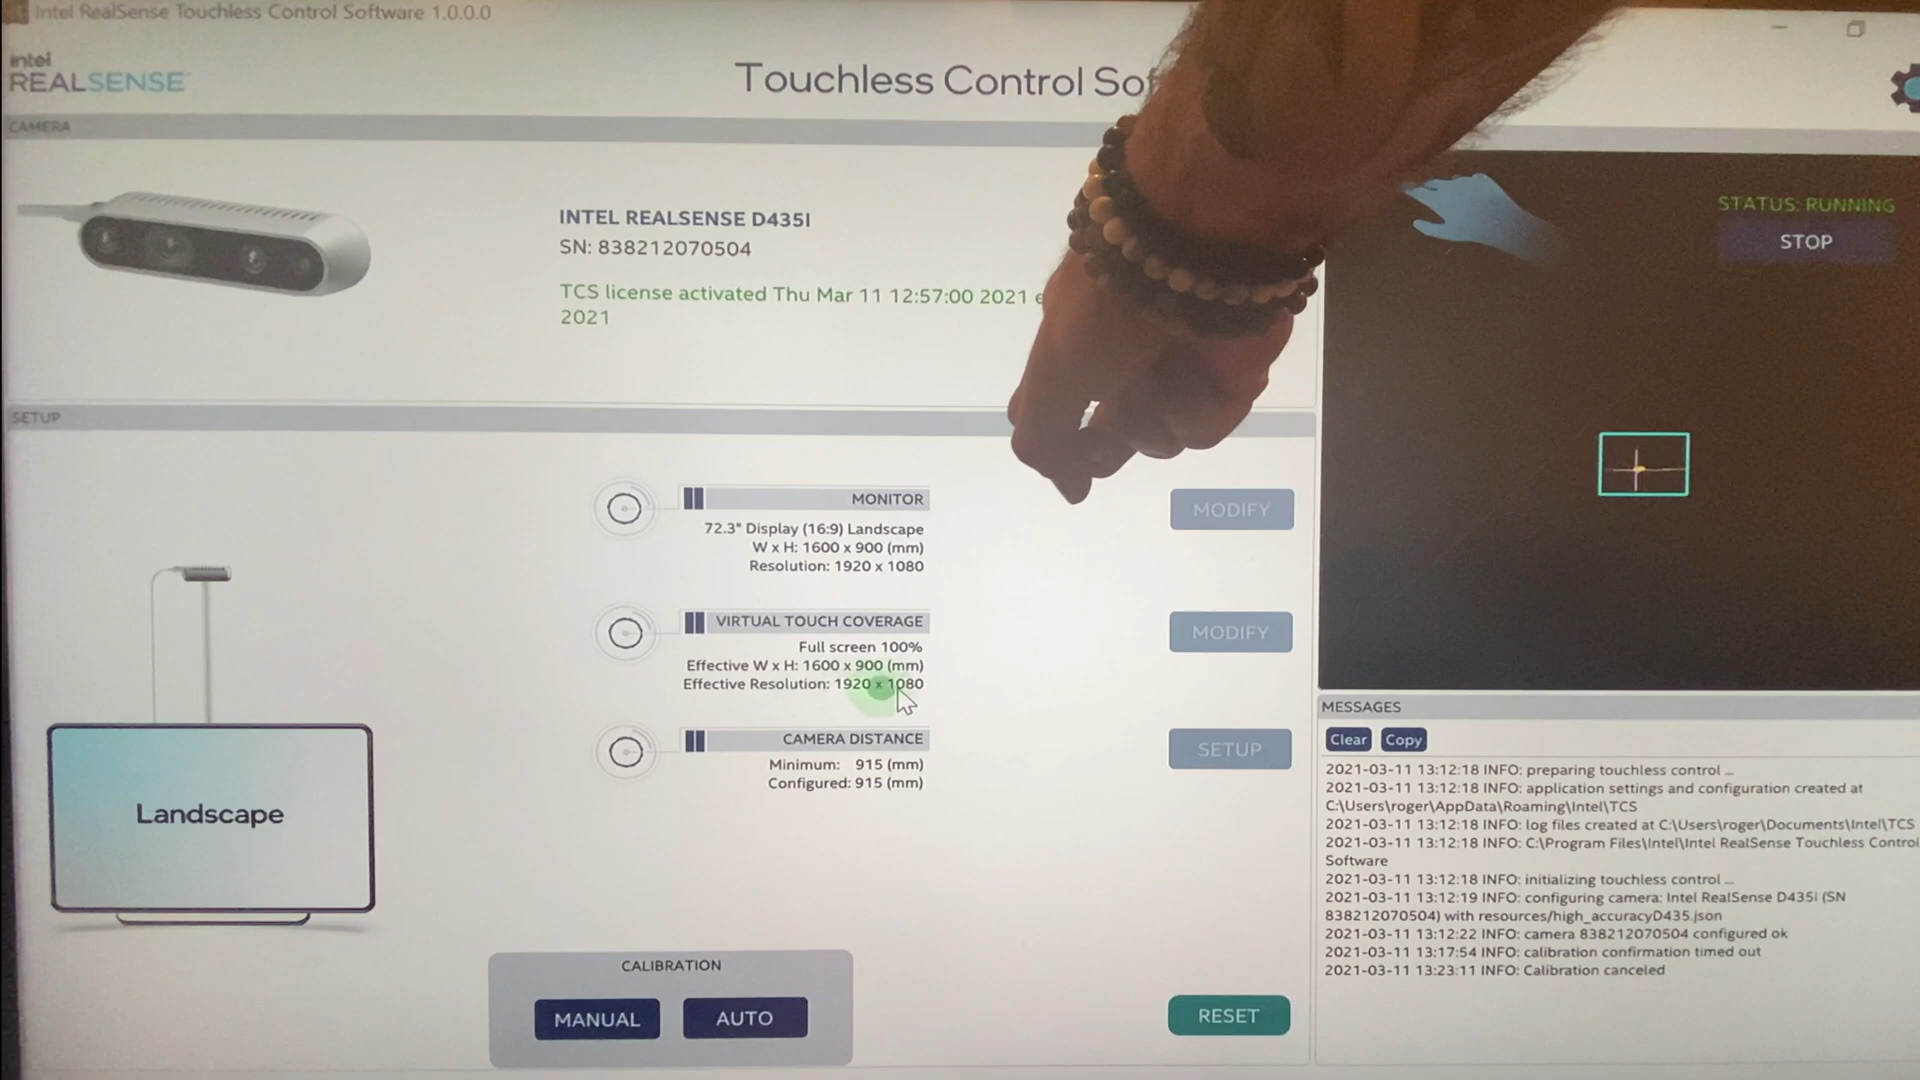 Intel RealSense Touchless Control Software 1.0.0.0
intel
REALSENSE
Touchless Control
CAMERA
INTEL REALSENSE D435I
SN: 838212070504
TCS license activated Thu Mar 11 12:57:00 2021
2021
STATUS: RUNNING
STOP
SETUP
MONITOR
72.3" Display (16:9) Landscape
W x H: 1600 x 900 (mm)
Resolution: 1920 x 1080
MODIFY
VIRTUAL TOUCH COVERAGE
Full screen 100%
Effective W x H: 1600 x 900 (mm)
Effective Resolution: 1920 x 1080
MODIFY
CAMERA DISTANCE
Minimum: 915 (mm)
Configured: 915 (mm)
SETUP
Landscape
CALIBRATION
MANUAL
AUTO
RESET
MESSAGES
Clear
Copy
2021-03-11 13:12:18 INFO: preparing touchless control ...
2021-03-11 13:12:18 INFO: application settings and configuration created at
C:\Users\roger\AppData\Roaming\Intel\TCS
2021-03-11 13:12:18 INFO: log files created at C:\Users\roger\Documents\Intel\TCS
2021-03-11 13:12:18 INFO: C:\Program Files\Intel\Intel RealSense Touchless Control
Software
2021-03-11 13:12:18 INFO: initializing touchless control ...
2021-03-11 13:12:19 INFO: configuring camera: Intel RealSense D435I (SN
838212070504) with resources/high_accuracyD435.json
2021-03-11 13:12:22 INFO: camera 838212070504 configured ok
2021-03-11 13:17:54 INFO: calibration confirmation timed out
2021-03-11 13:23:11 INFO: Calibration canceled